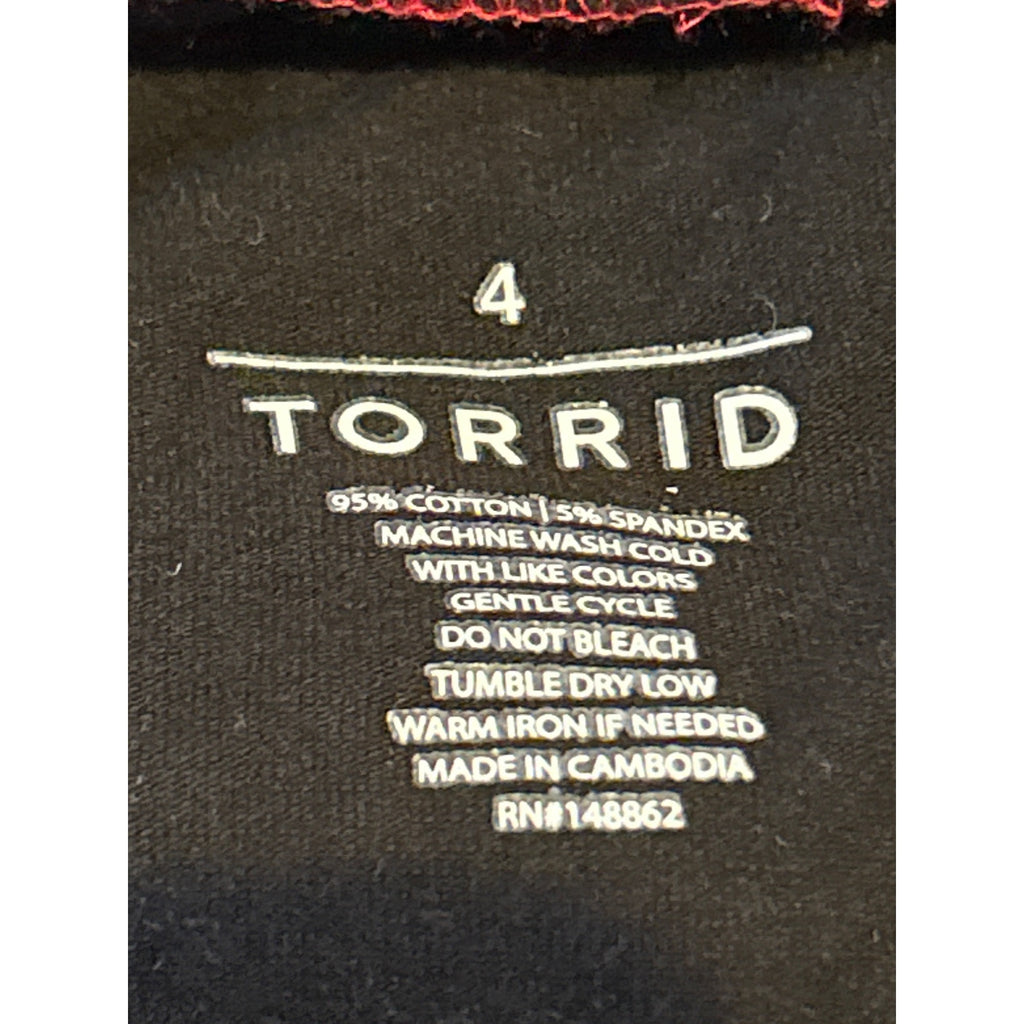 4
TORRID
95% COTTON | 5% SPANDEX
MACHINE WASH COLD
WITH LIKE COLORS
GENTLE CYCLE
DO NOT BLEACH
TUMBLE DRY LOW
WARM IRON IF NEEDED
MADE IN CAMBODIA
RN#148862